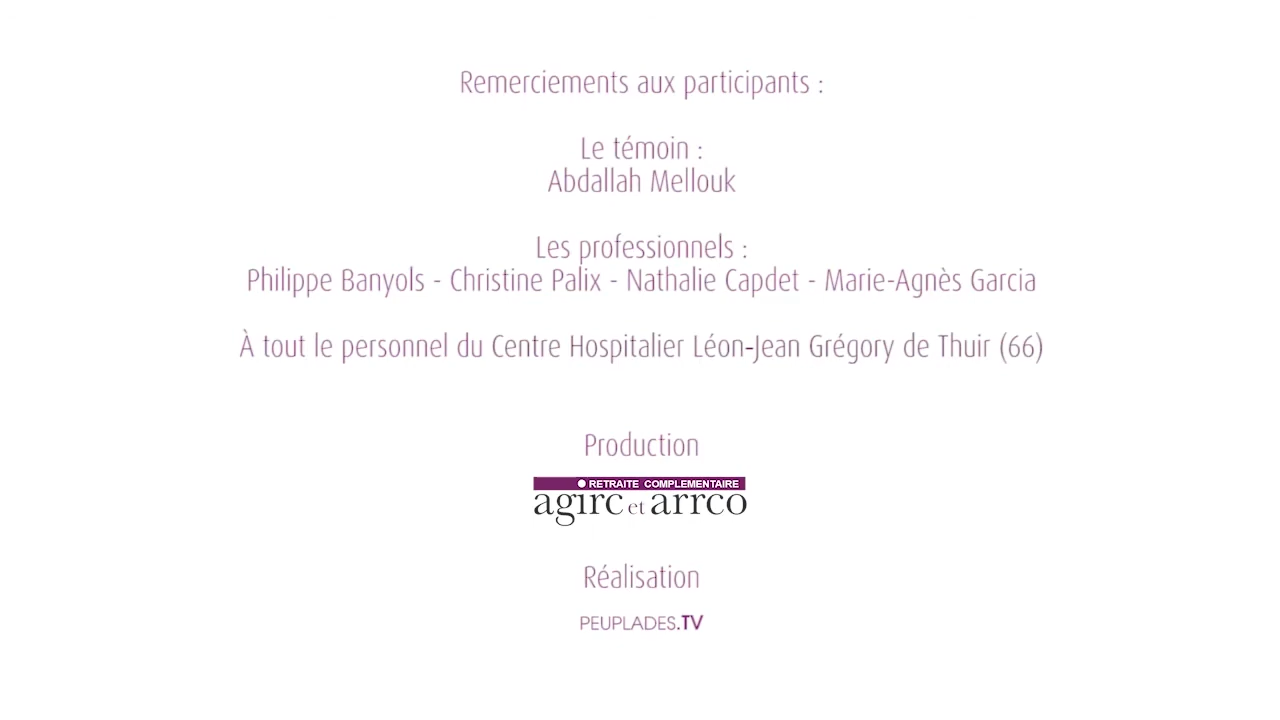 Remerciements aux participants :
Le témoin :
Abdallah Mellouk
Les professionnels :
Philippe Banyols - Christine Palix - Nathalie Capdet - Marie-Agnès Garcia
À tout le personnel du Centre Hospitalier Léon-Jean Grégory de Thuir (66)
Production
RETRAITE COMPLEMENTAIRE
agirc et arrco
Réalisation
PEUPLADES.TV